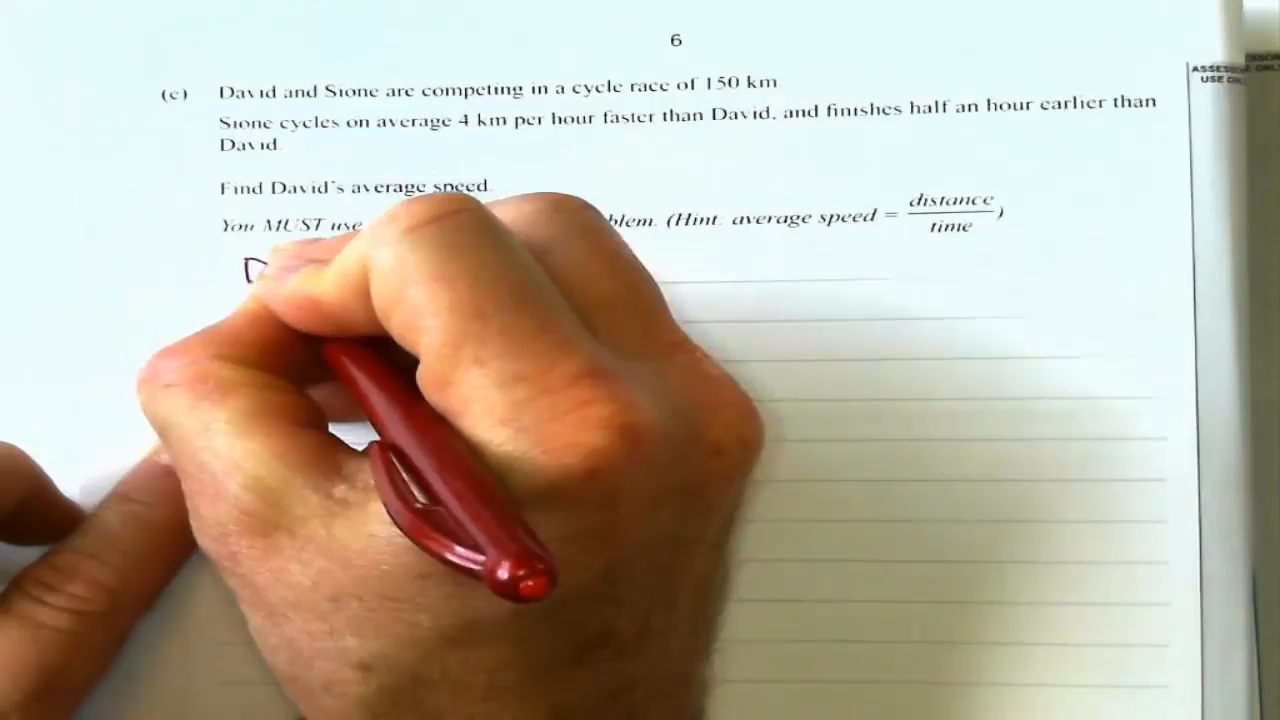 6
ASSESSOR
USE ONLY
(c) David and Sione are competing in a cycle race of 150 km
Sione cycles on average 4 km per hour faster than David, and finishes half an hour earlier than
David.
Find David's average speed.
You MUST use blem. (Hint: average speed = distance
time )
D